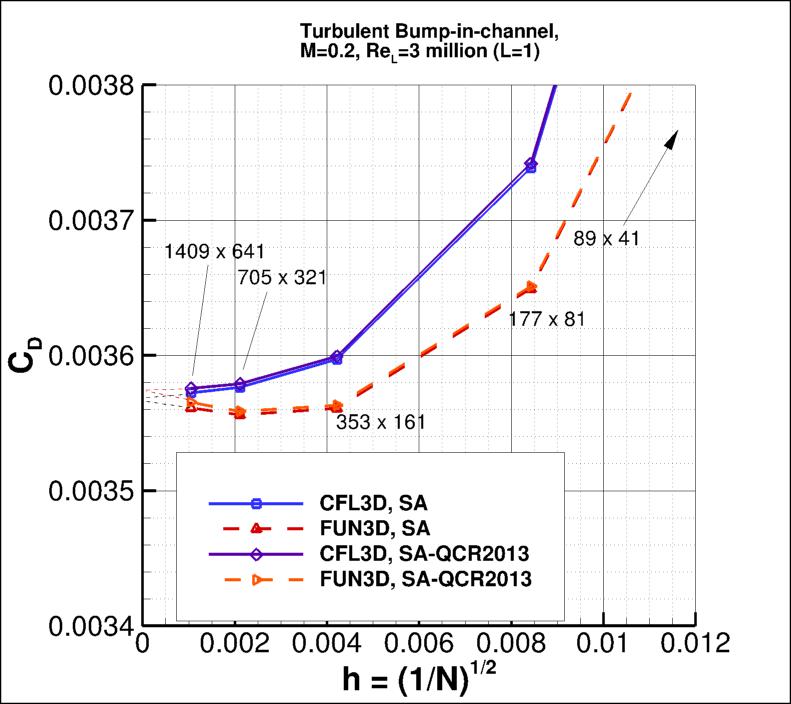 Turbulent Bump-in-channel,
M=0.2, Re_L=3 million (L=1)
0.0038
0.0037
0.0036
0.0035
0.0034
C_D
1409 x 641
705 x 321
89 x 41
177 x 81
353 x 161
CFL3D, SA
FUN3D, SA
CFL3D, SA-QCR2013
FUN3D, SA-QCR2013
0 0.002 0.004 0.006 0.008 0.01 0.012
h = (1/N)^1/2